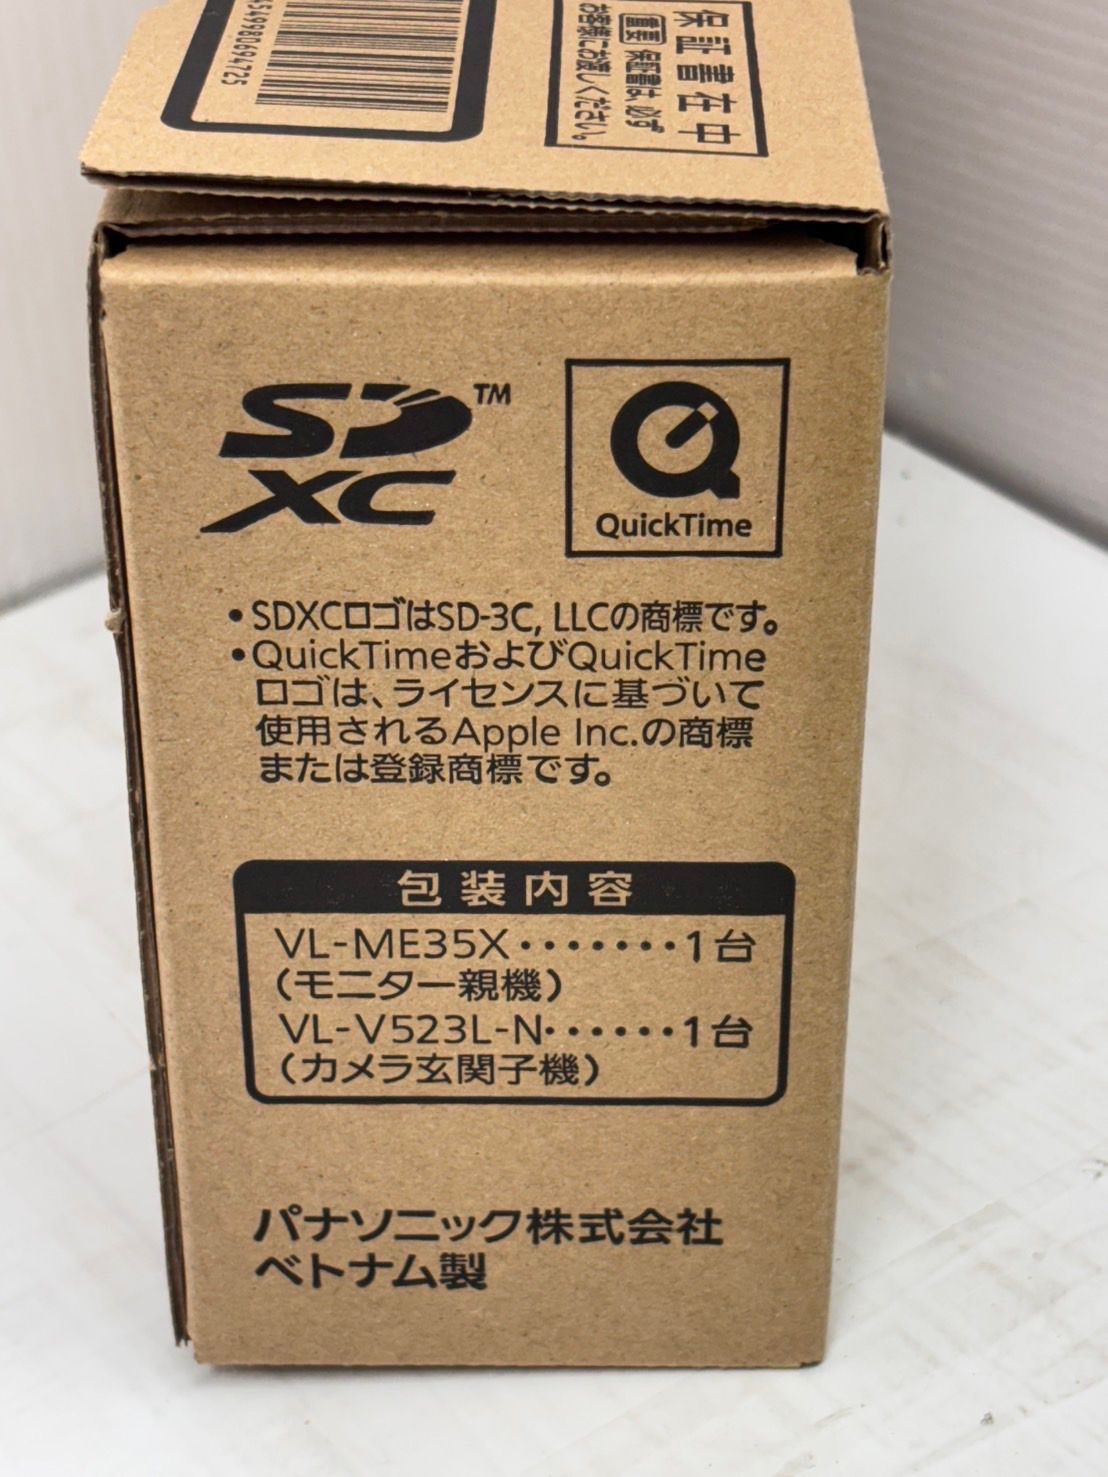 4549980694725
保証書在中
重要 保証書は、必ず
お客様にお渡しください。
SD™
XC
QuickTime
•SDXCロゴはSD-3C, LLCの商標です。
•QuickTimeおよびQuickTime
ロゴは、ライセンスに基づいて
使用されるApple Inc.の商標
または登録商標です。
包装内容
VL-ME35X・・・・・・・1台
(モニター親機)
VL-V523L-N・・・・・・1台
(カメラ玄関子機)
パナソニック株式会社
ベトナム製